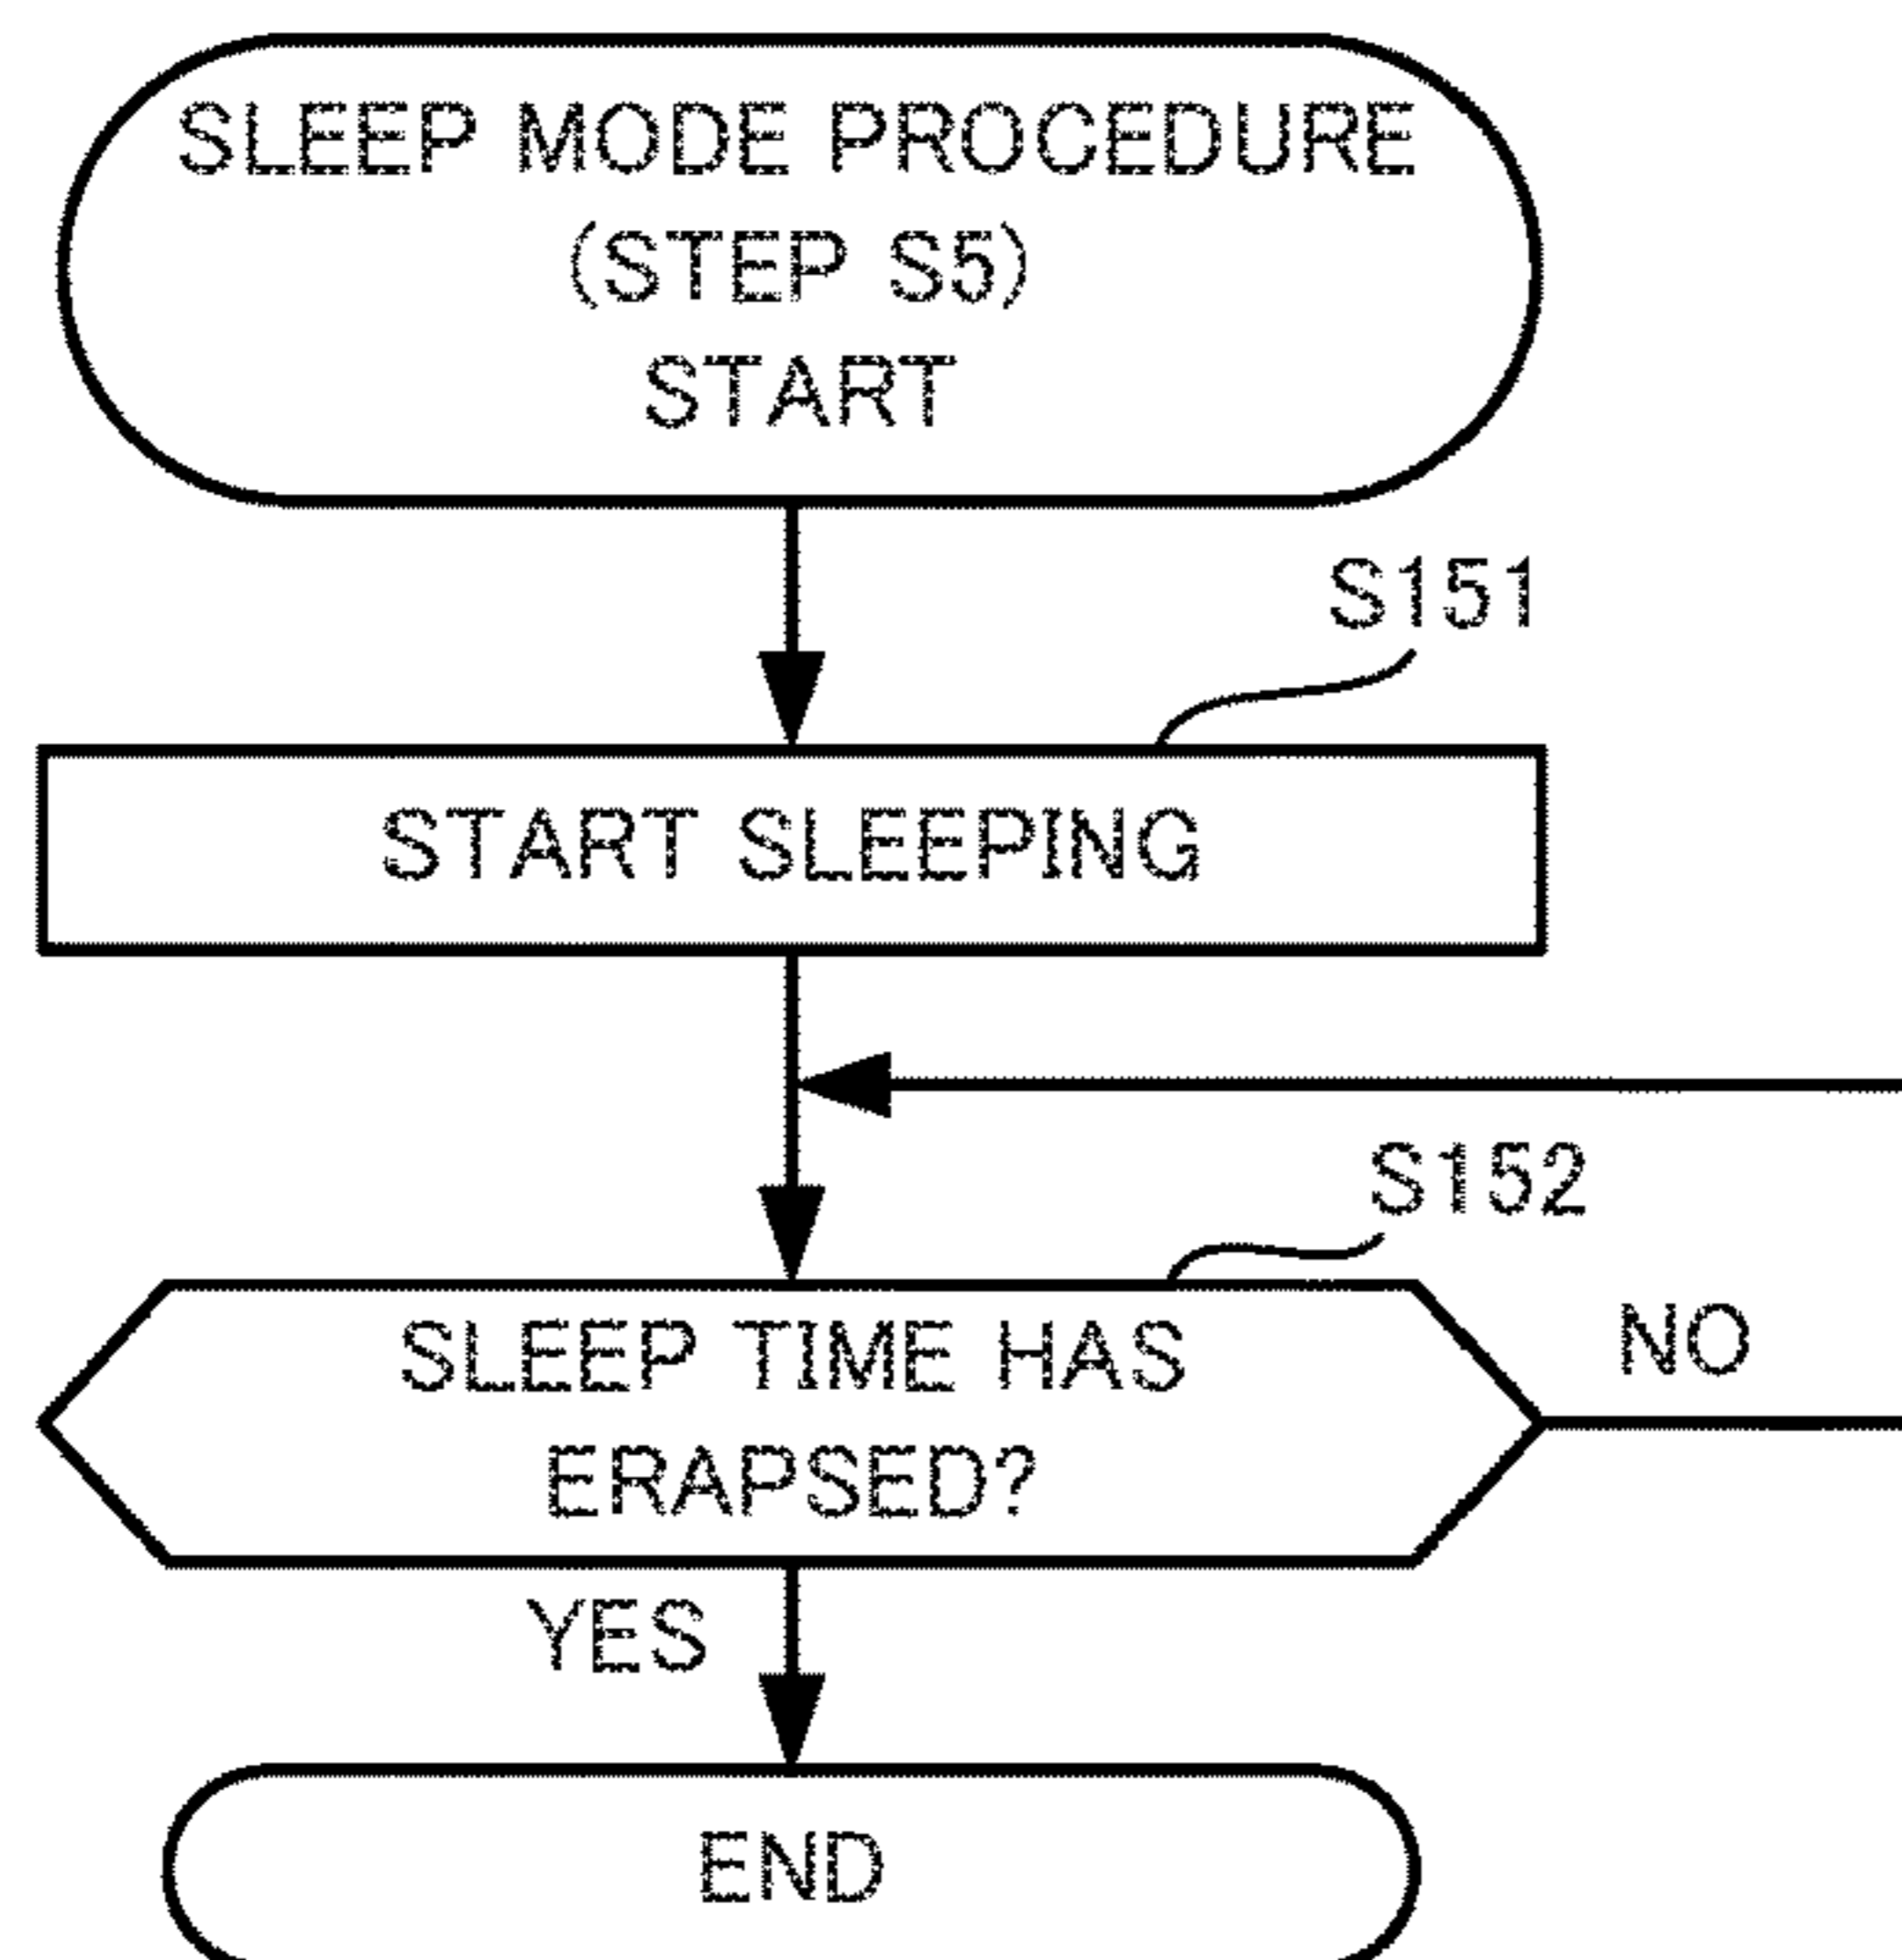 SLEEP MODE PROCEDURE
(STEP S5)
START
S151
START SLEEPING
S152
SLEEP TIME HAS
ERAPSED?
NO
YES
END